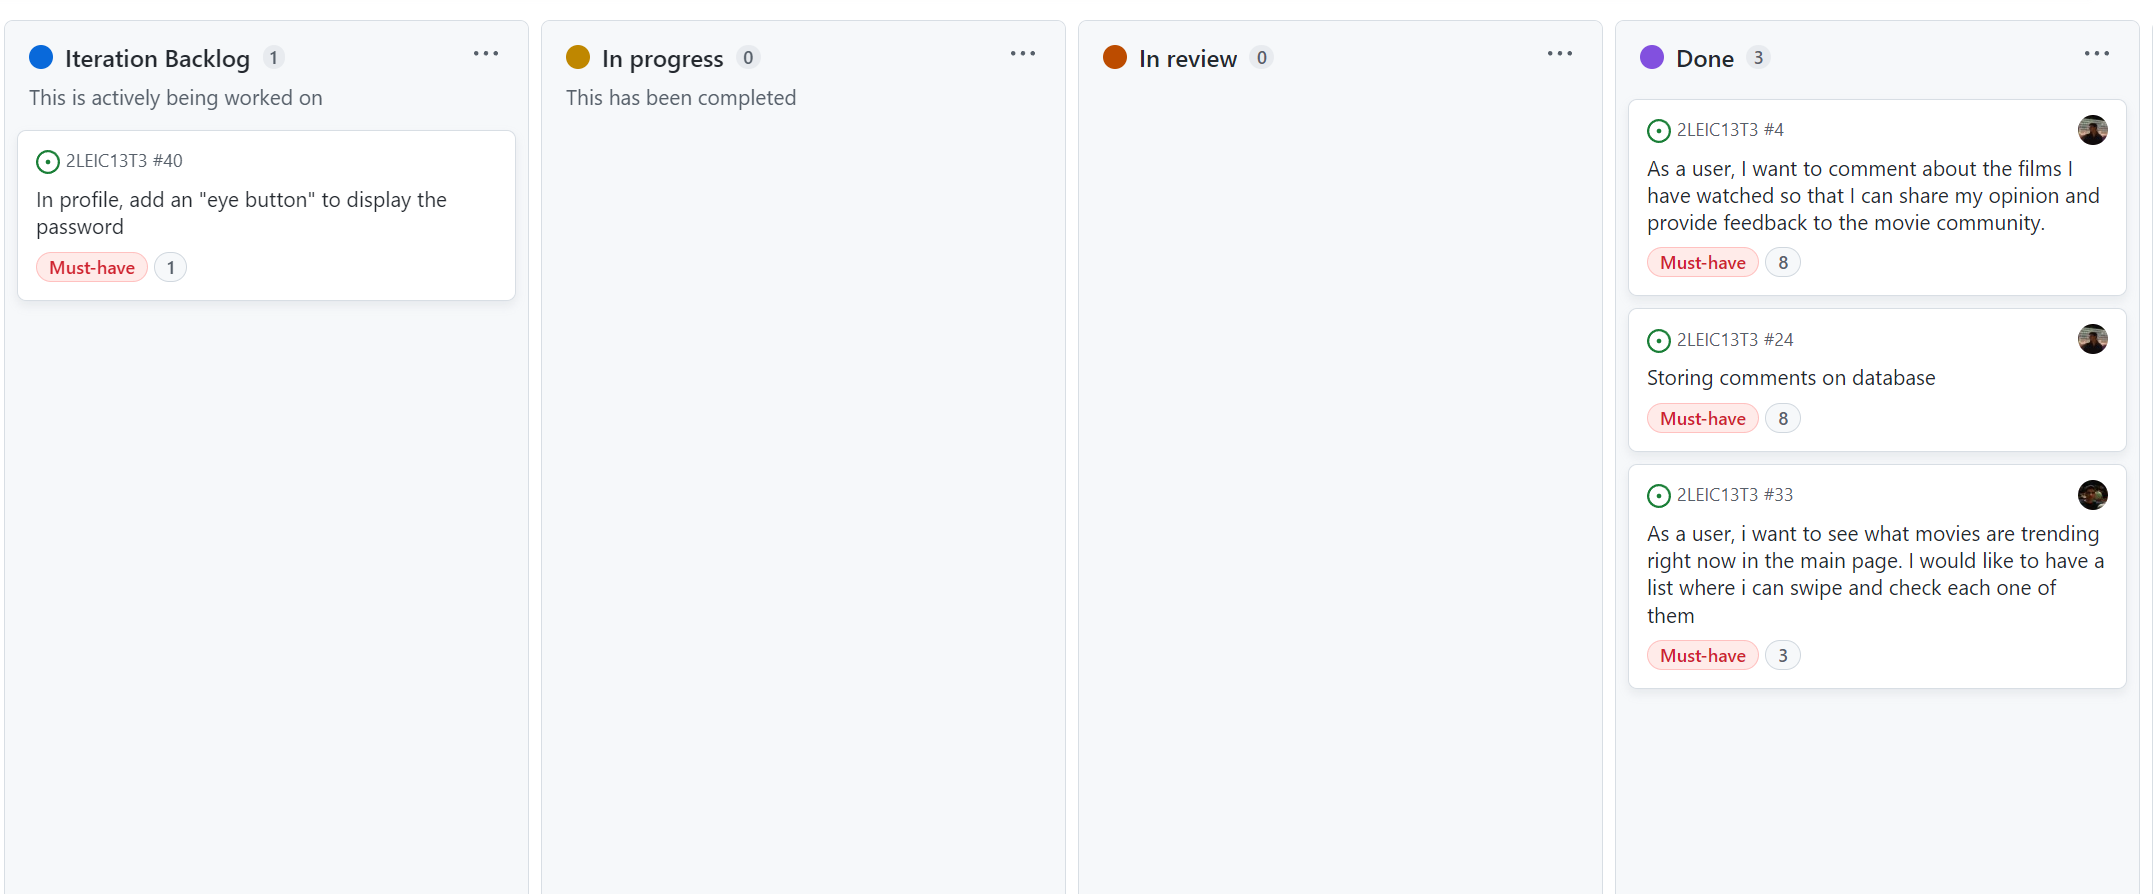 Iteration Backlog 1
This is actively being worked on
2LEIC13T3 #40
In profile, add an "eye button" to display the
password
Must-have 1
In progress 0
This has been completed
In review 0
Done 3
2LEIC13T3 #4
As a user, I want to comment about the films I
have watched so that I can share my opinion and
provide feedback to the movie community.
Must-have 8
2LEIC13T3 #24
Storing comments on database
Must-have 8
2LEIC13T3 #33
As a user, i want to see what movies are trending
right now in the main page. I would like to have a
list where i can swipe and check each one of
them
Must-have 3